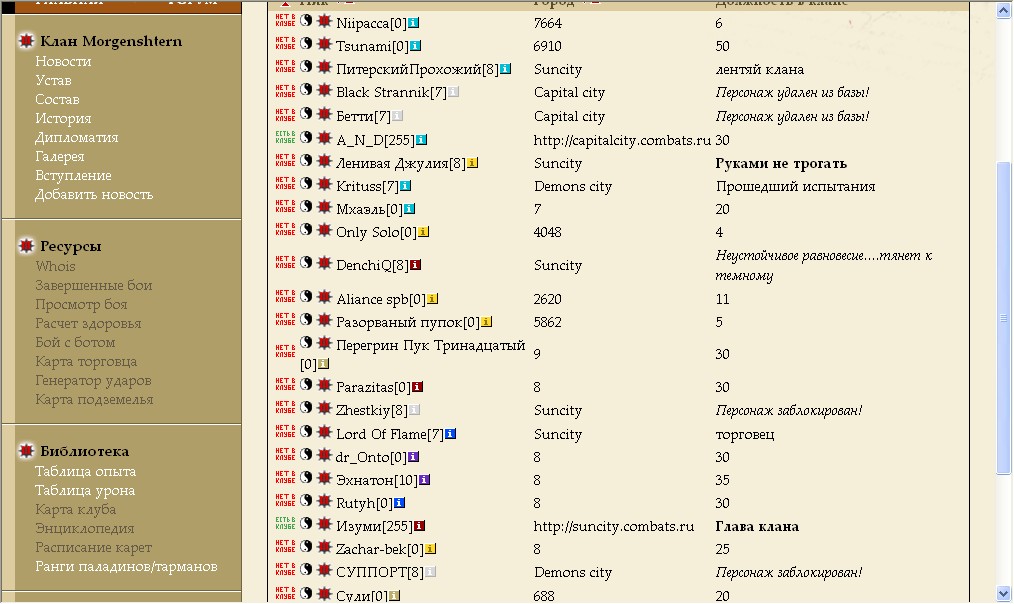 Клан Morgenshtern
Новости
Устав
Состав
История
Дипломатия
Галерея
Вступление
Добавить новость
Ресурсы
Whois
Завершенные бои
Просмотр боя
Расчет здоровья
Бой с ботом
Карта торговца
Генератор ударов
Карта подземелья
Библиотека
Таблица опыта
Таблица урона
Карта клуба
Энциклопедия
Расписание карет
Ранги паладинов/тарманов
НЕТ В КЛУБЕ Niipacca[0] 7664 6
НЕТ В КЛУБЕ Tsunami[0] 6910 50
НЕТ В КЛУБЕ ПитерскийПрохожий[8] Suncity лентяй клана
НЕТ В КЛУБЕ Black Strannik[7] Capital city Персонаж удален из базы!
НЕТ В КЛУБЕ Бетти[7] Capital city Персонаж удален из базы!
ЕСТЬ В КЛУБЕ A_N_D[255] http://capitalcity.combats.ru 30
НЕТ В КЛУБЕ Ленивая Джулия[8] Suncity Руками не трогать
НЕТ В КЛУБЕ Krituss[7] Demons city Прошедший испытания
НЕТ В КЛУБЕ Мхаэль[0] 7 20
НЕТ В КЛУБЕ Only Solo[0] 4048 4
НЕТ В КЛУБЕ DenchiQ[8] Suncity Неустойчивое равновесие....тянет к
темному
НЕТ В КЛУБЕ Aliance spb[0] 2620 11
НЕТ В КЛУБЕ Разорваный пупок[0] 5862 5
НЕТ В КЛУБЕ Перегрин Пук Тринадцатый
[0] 9 30
НЕТ В КЛУБЕ Parazitas[0] 8 30
НЕТ В КЛУБЕ Zhestkiy[8] Suncity Персонаж заблокирован!
НЕТ В КЛУБЕ Lord Of Flame[7] Suncity торговец
НЕТ В КЛУБЕ dr_Onto[0] 8 30
НЕТ В КЛУБЕ Эхнатон[10] 8 35
НЕТ В КЛУБЕ Rutyh[0] 8 30
ЕСТЬ В КЛУБЕ Изуми[255] http://suncity.combats.ru Глава клана
НЕТ В КЛУБЕ Zachar-bek[0] 8 25
НЕТ В КЛУБЕ СУППОРТ[8] Demons city Персонаж заблокирован!
НЕТ В КЛУБЕ Сули[0] 688 20